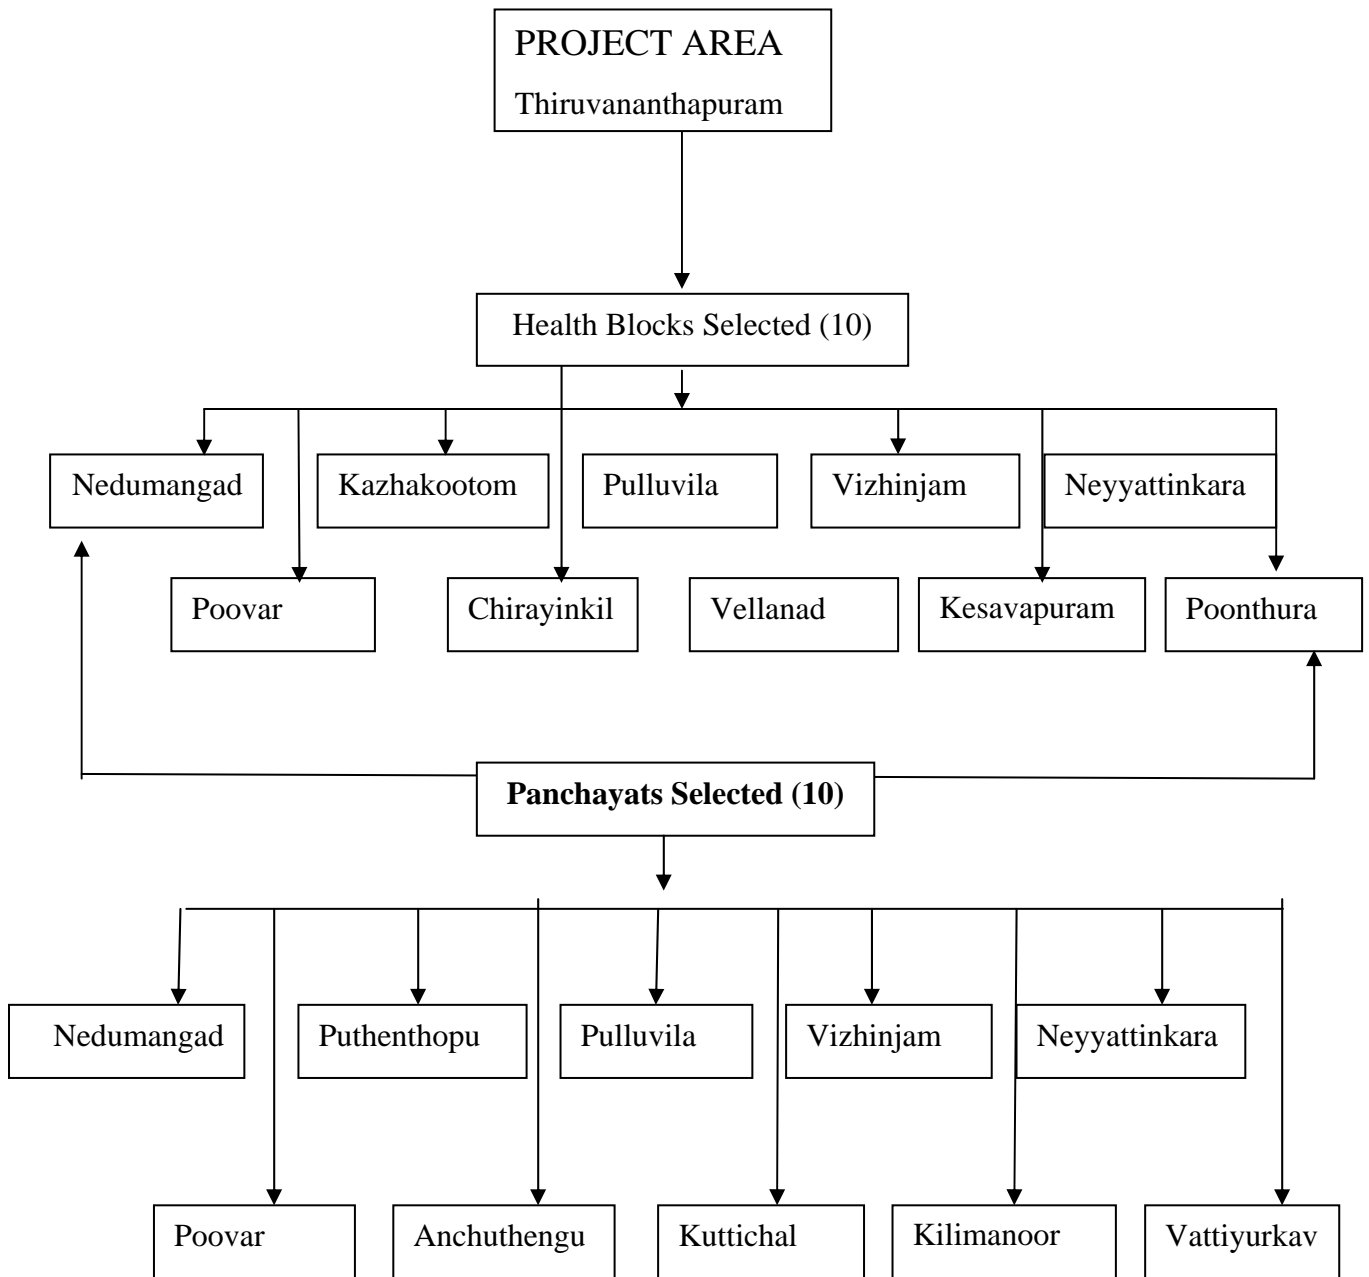 PROJECT AREA
Thiruvananthapuram
Health Blocks Selected (10)
Nedumangad
Kazhakootom
Pulluvila
Vizhinjam
Neyyattinkara
Poovar
Chirayinkil
Vellanad
Kesavapuram
Poonthura
Panchayats Selected (10)
Nedumangad
Puthenthopu
Pulluvila
Vizhinjam
Neyyattinkara
Poovar
Anchuthengu
Kuttichal
Kilimanoor
Vattiyurkav